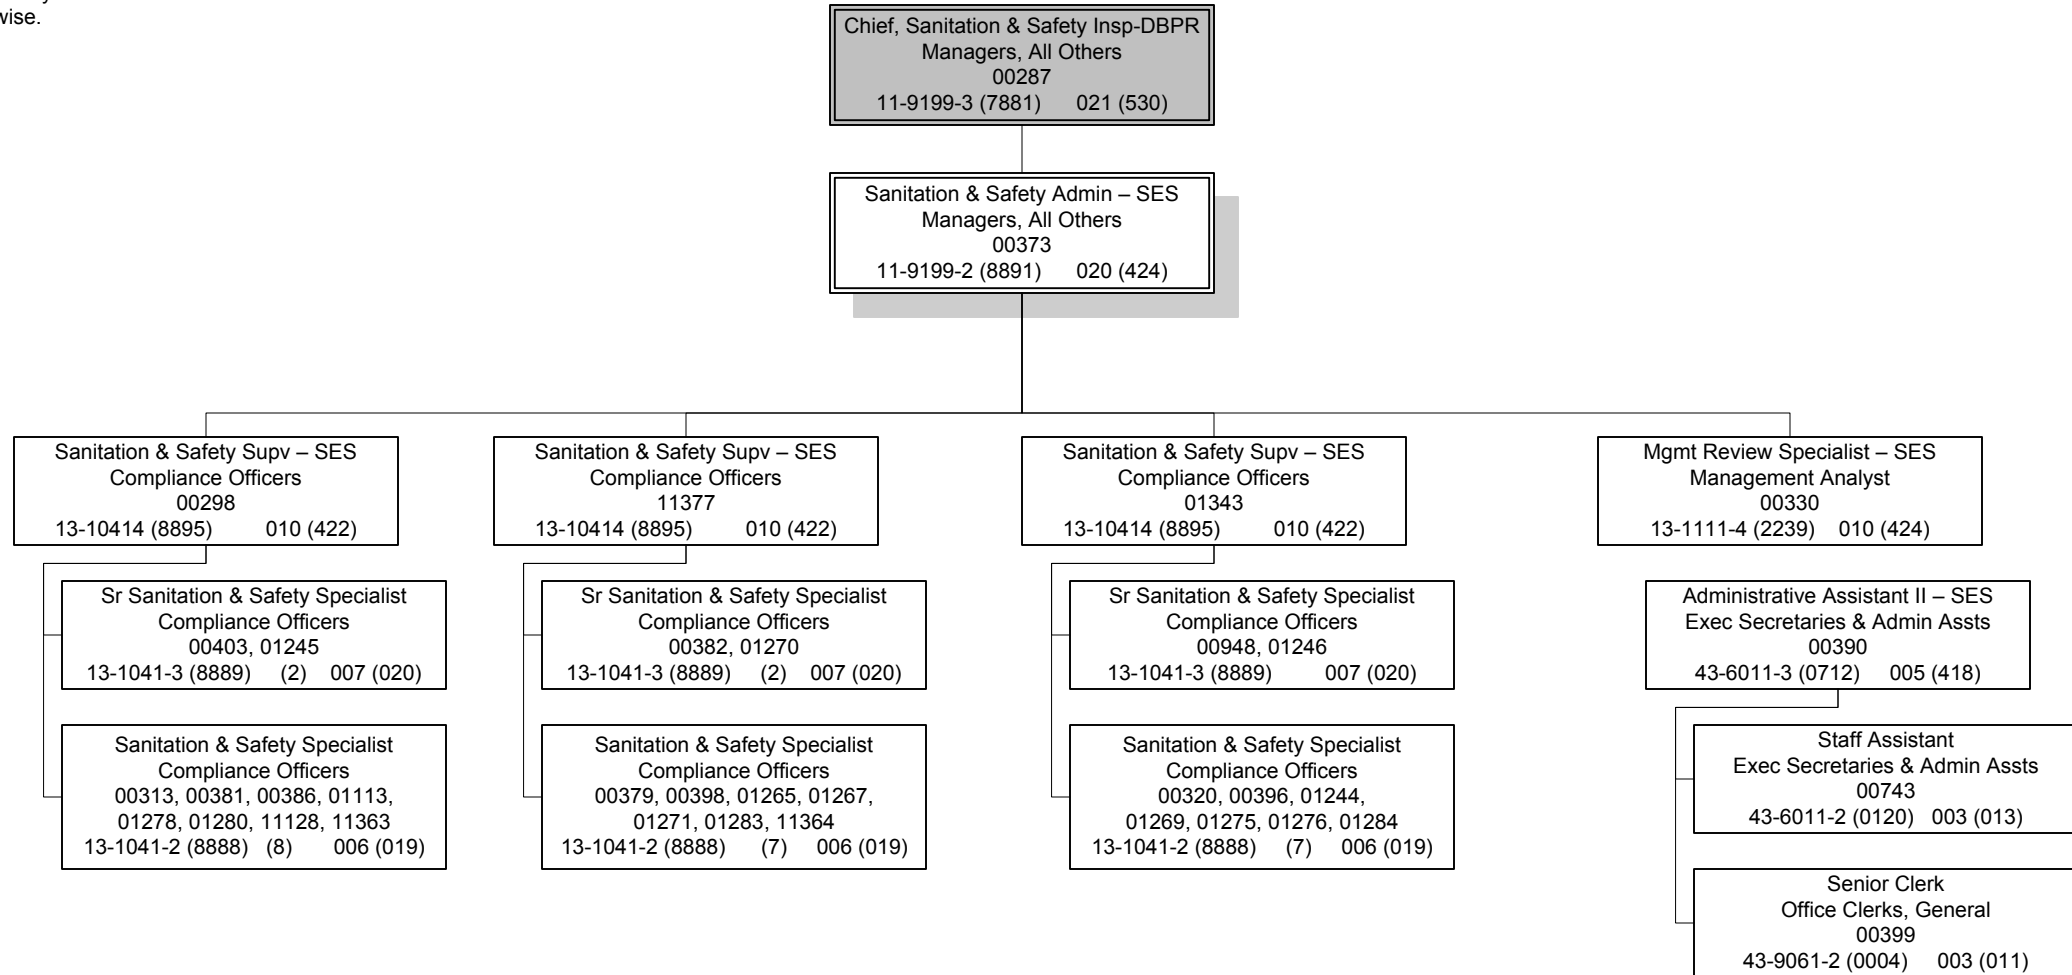 wise.
Chief, Sanitation & Safety Insp-DBPR
Managers, All Others
00287
11-9199-3 (7881) 021 (530)
Sanitation & Safety Admin – SES
Managers, All Others
00373
11-9199-2 (8891) 020 (424)
Sanitation & Safety Supv – SES
Compliance Officers
00298
13-10414 (8895) 010 (422)
Sr Sanitation & Safety Specialist
Compliance Officers
00403, 01245
13-1041-3 (8889) (2) 007 (020)
Sanitation & Safety Specialist
Compliance Officers
00313, 00381, 00386, 01113,
01278, 01280, 11128, 11363
13-1041-2 (8888) (8) 006 (019)
Sanitation & Safety Supv – SES
Compliance Officers
11377
13-10414 (8895) 010 (422)
Sr Sanitation & Safety Specialist
Compliance Officers
00382, 01270
13-1041-3 (8889) (2) 007 (020)
Sanitation & Safety Specialist
Compliance Officers
00379, 00398, 01265, 01267,
01271, 01283, 11364
13-1041-2 (8888) (7) 006 (019)
Sanitation & Safety Supv – SES
Compliance Officers
01343
13-10414 (8895) 010 (422)
Sr Sanitation & Safety Specialist
Compliance Officers
00948, 01246
13-1041-3 (8889) 007 (020)
Sanitation & Safety Specialist
Compliance Officers
00320, 00396, 01244,
01269, 01275, 01276, 01284
13-1041-2 (8888) (7) 006 (019)
Mgmt Review Specialist – SES
Management Analyst
00330
13-1111-4 (2239) 010 (424)
Administrative Assistant II – SES
Exec Secretaries & Admin Assts
00390
43-6011-3 (0712) 005 (418)
Staff Assistant
Exec Secretaries & Admin Assts
00743
43-6011-2 (0120) 003 (013)
Senior Clerk
Office Clerks, General
00399
43-9061-2 (0004) 003 (011)